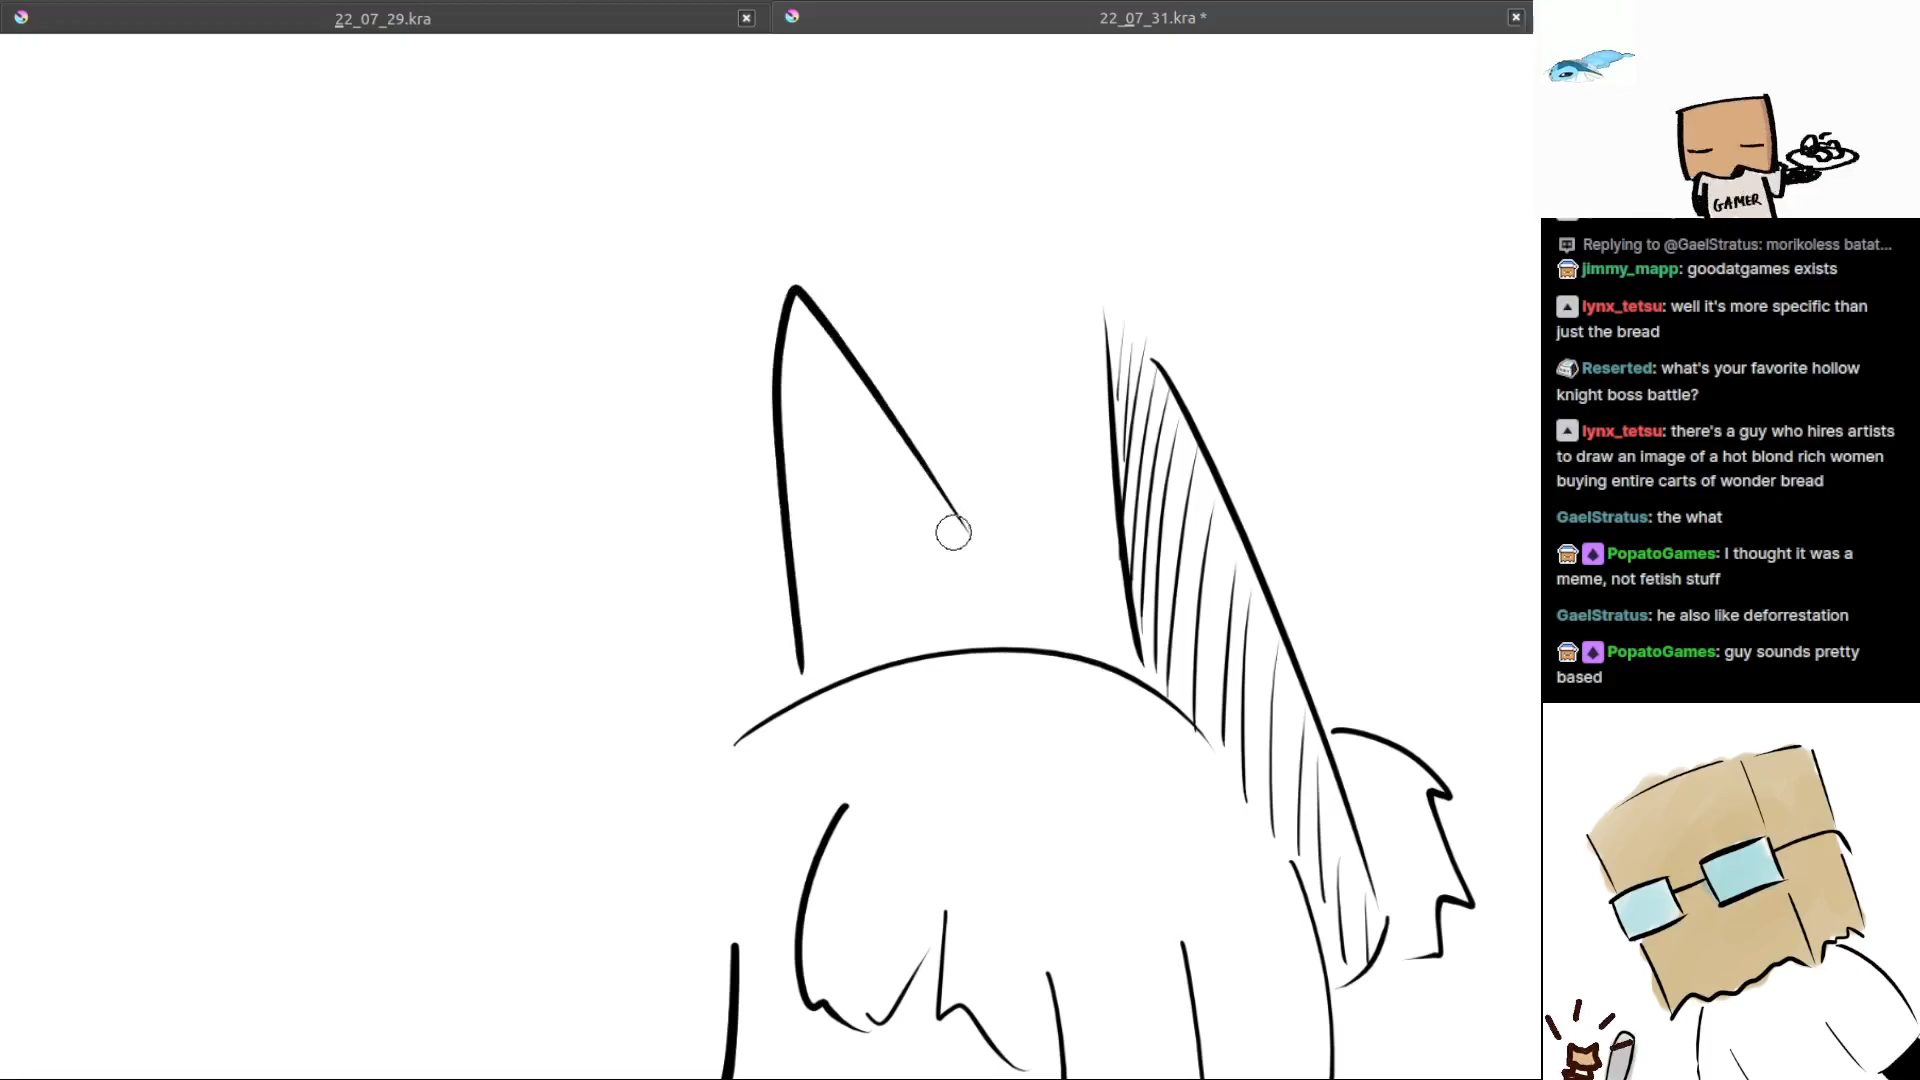 22_07_29.kra
22_07_31.kra *
GAMER
Replying to @GaelStratus: morikoless batat...
jimmy_mapp: goodatgames exists
lynx_tetsu: well it's more specific than
just the bread
Reserted: what's your favorite hollow
knight boss battle?
lynx_tetsu: there's a guy who hires artists
to draw an image of a hot blond rich women
buying entire carts of wonder bread
GaelStratus: the what
PopatoGames: I thought it was a
meme, not fetish stuff
GaelStratus: he also like deforrestation
PopatoGames: guy sounds pretty
based